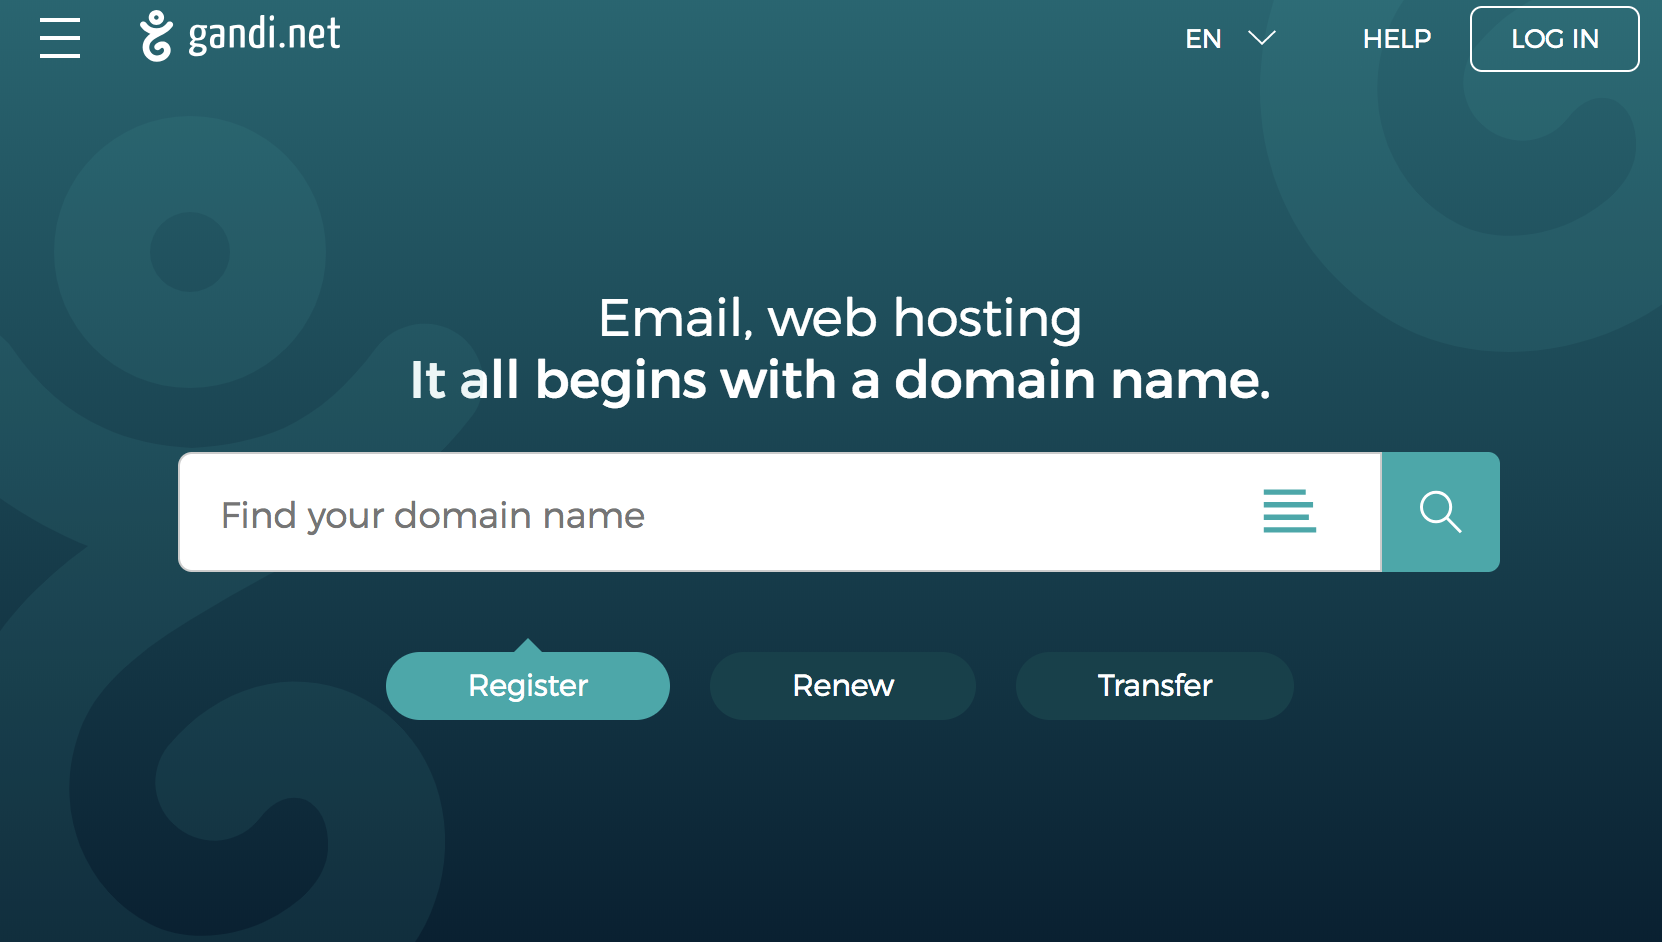 gandi.net
EN
HELP
LOG IN
Email, web hosting
It all begins with a domain name.
Find your domain name
Register
Renew
Transfer